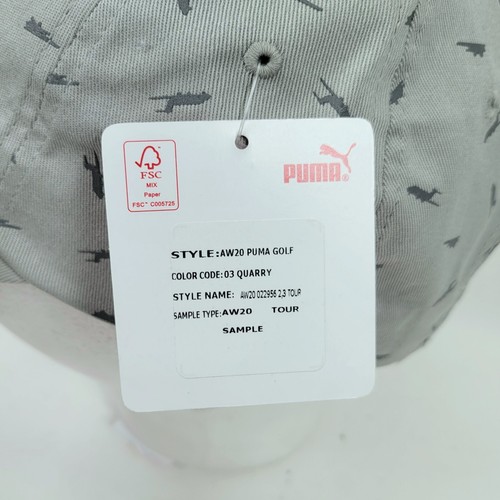 FSC
MIX
Paper
FSC™ C005725
PUMA
STYLE:AW20 PUMA GOLF
COLOR CODE:03 QUARRY
STYLE NAME: AW20 022956 2,3 TOUR
SAMPLE TYPE:AW20 TOUR
SAMPLE